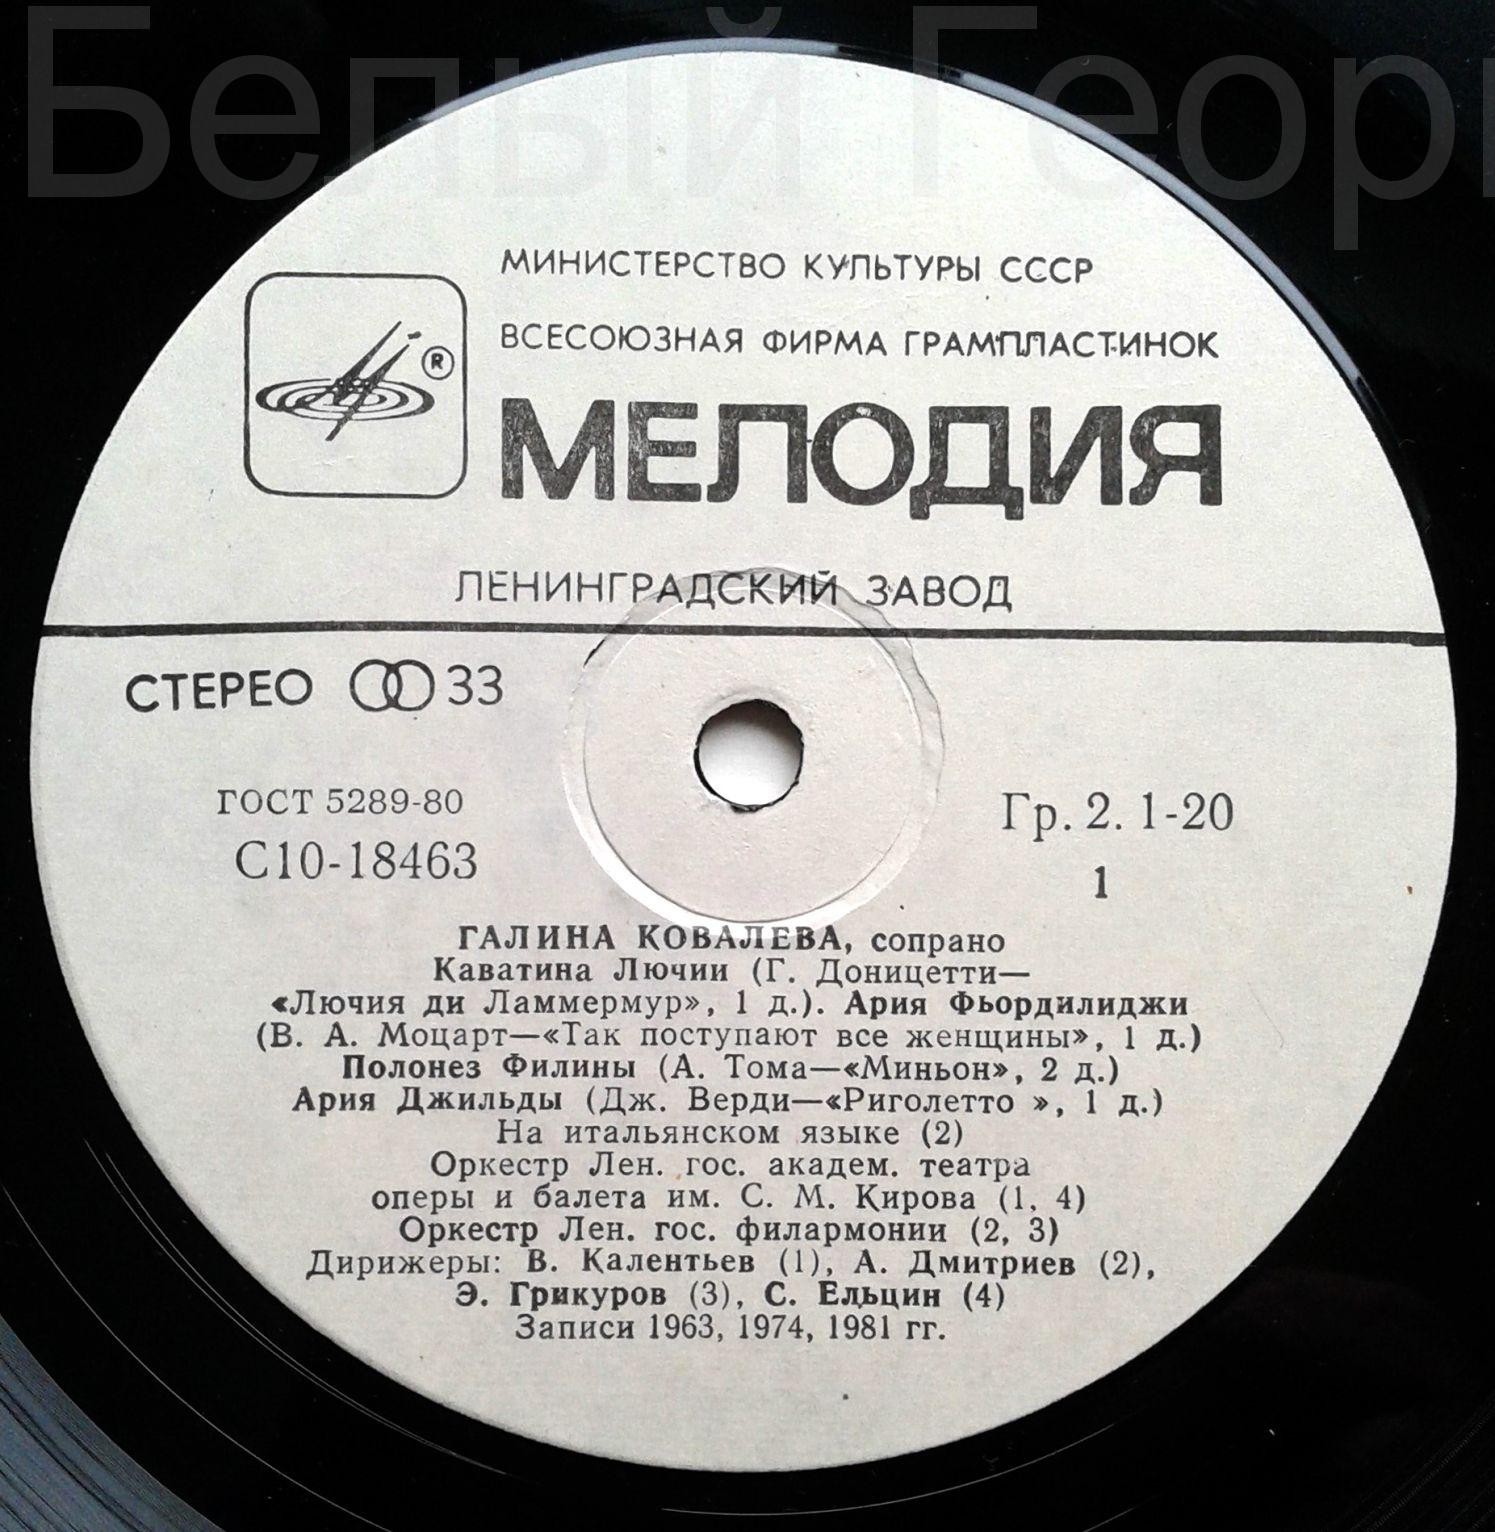 Белый Геор
МИНИСТЕРСТВО КУЛЬТУРЫ СССР
ВСЕСОЮЗНАЯ ФИРМА ГРАМПЛАСТИНОК
®
МЕЛОДИЯ
ЛЕНИНГРАДСКИЙ ЗАВОД
СТЕРЕО 33
ГОСТ 5289-80
С10-18463
Гр. 2. 1-20
1
ГАЛИНА КОВАЛЕВА, сопрано
Каватина Лючии (Г. Доницетти—
«Лючия ди Ламмермур», 1 д.). Ария Фьордилиджи
(В. А. Моцарт—«Так поступают все женщины», 1 д.)
Полонез Филины (А. Тома—«Миньон», 2 д.)
Ария Джильды (Дж. Верди—«Риголетто », 1 д.)
На итальянском языке (2)
Оркестр Лен. гос. академ. театра
оперы и балета им. С. М. Кирова (1, 4)
Оркестр Лен. гос. филармонии (2, 3)
Дирижеры: В. Калентьев (1), А. Дмитриев (2),
Э. Грикуров (3), С. Ельцин (4)
Записи 1963, 1974, 1981 гг.